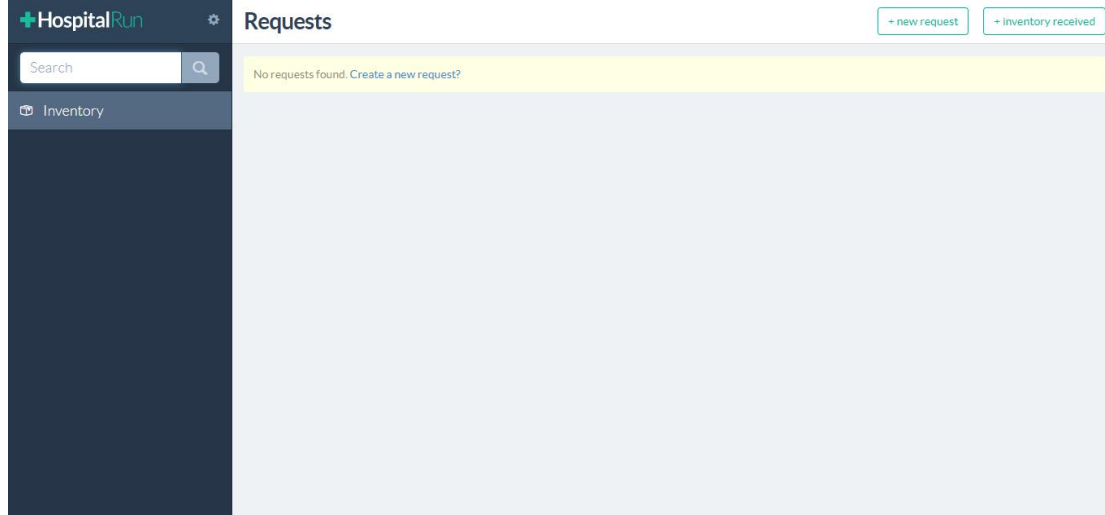 HospitalRun
Requests
+ new request
+ inventory received
Search
No requests found. Create a new request?
Inventory